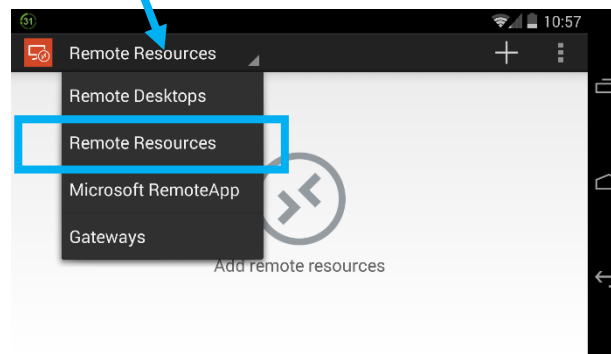 31
10:57
Remote Resources
Remote Desktops
Remote Resources
Microsoft RemoteApp
Gateways
Add remote resources